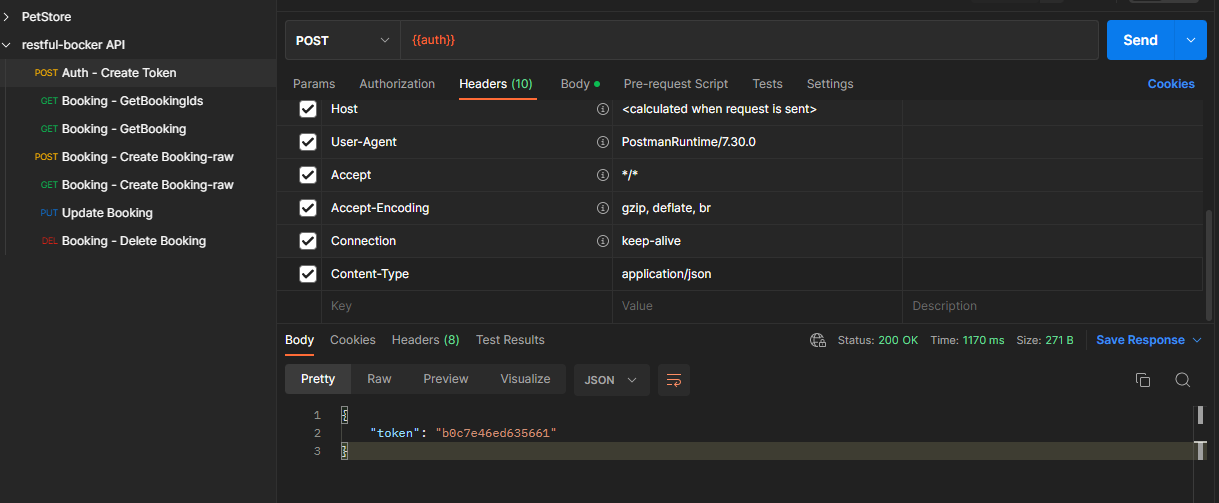 PetStore
restful-bocker API
POST Auth - Create Token
GET Booking - GetBookingIds
GET Booking - GetBooking
POST Booking - Create Booking-raw
GET Booking - Create Booking-raw
PUT Update Booking
DEL Booking - Delete Booking
POST {{auth}} Send
Params Authorization Headers (10) Body Pre-request Script Tests Settings Cookies
Host <calculated when request is sent>
User-Agent PostmanRuntime/7.30.0
Accept */*
Accept-Encoding gzip, deflate, br
Connection keep-alive
Content-Type application/json
Key Value Description
Body Cookies Headers (8) Test Results Status: 200 OK Time: 1170 ms Size: 271 B Save Response
Pretty Raw Preview Visualize JSON
1 {
2 "token": "b0c7e46ed635661"
3 }